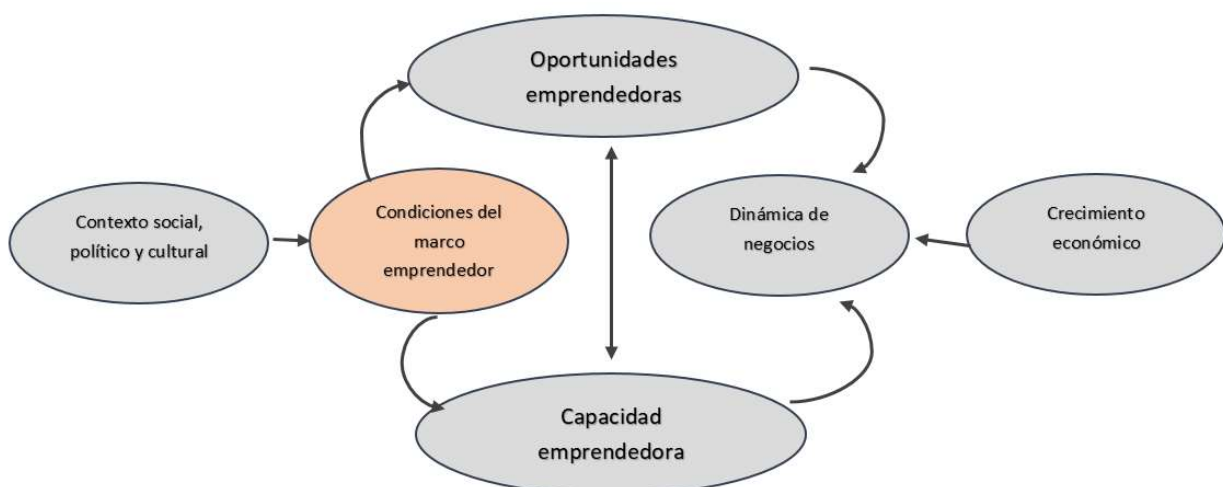 Oportunidades
emprendedoras
Contexto social,
político y cultural
Condiciones del
marco
emprendedor
Dinámica de
negocios
Crecimiento
económico
Capacidad
emprendedora